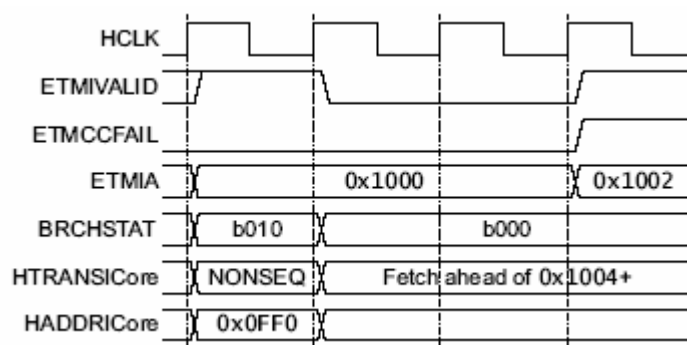 HCLK
ETMIVALID
ETMCCFAIL
ETMIA 0x1000 0x1002
BRCHSTAT b010 b000
HTRANSICore NONSEQ Fetch ahead of 0x1004+
HADDRICore 0x0FF0